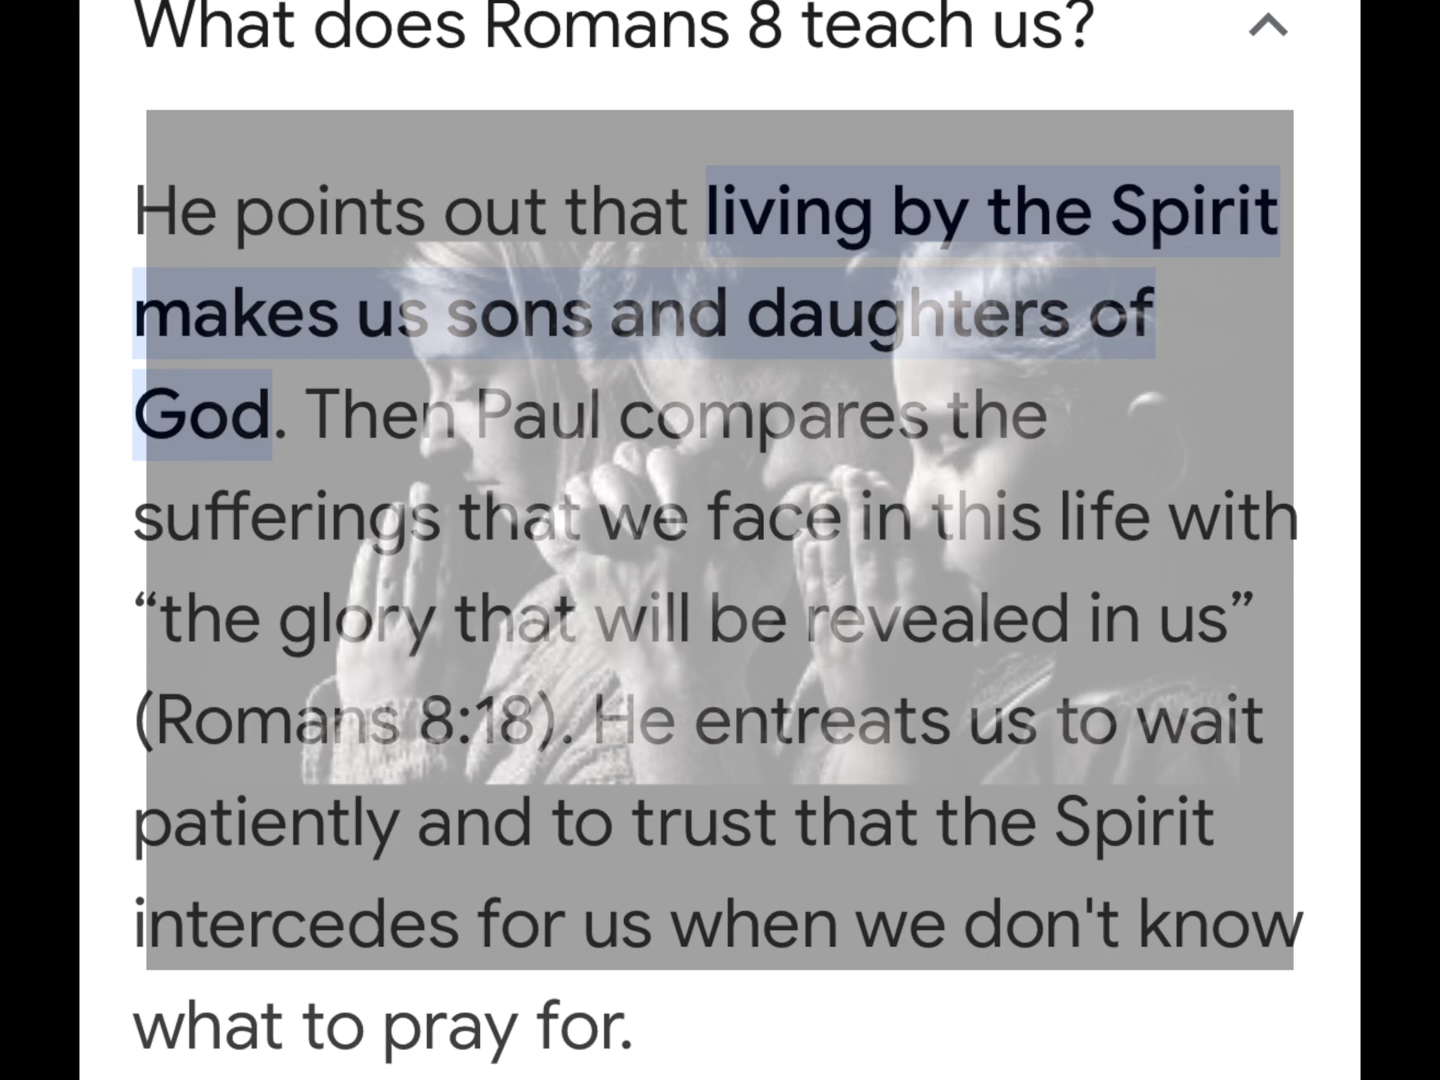 What does Romans 8 teach us?
He points out that living by the Spirit
makes us sons and daughters of
God. Then Paul compares the
sufferings that we face in this life with
“the glory that will be revealed in us”
(Romans 8:18). He entreats us to wait
patiently and to trust that the Spirit
intercedes for us when we don't know
what to pray for.